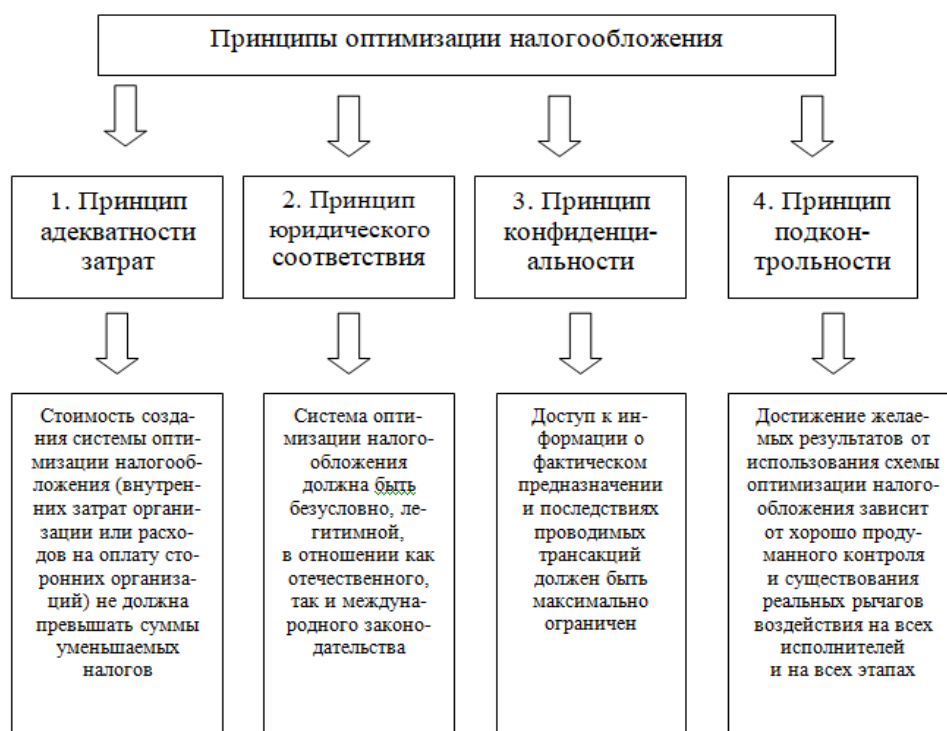 Принципы оптимизации налогообложения
1. Принцип
адекватности
затрат
2. Принцип
юридического
соответствия
3. Принцип
конфиденци-
альности
4. Принцип
подкон-
трольности
Стоимость созда-
ния системы опти-
мизации налогооб-
ложения (внутрен-
них затрат органи-
зации или расхо-
дов на оплату сто-
ронних организа-
ций) не должна
превышать суммы
уменьшаемых
налогов
Система опти-
мизации налого-
обложения
должна быть
безусловно, ле-
гитимной,
в отношении как
отечественного,
так и междуна-
родного законо-
дательства
Доступ к ин-
формации о
фактическом
предназначении
и последствиях
проводимых
трансакций
должен быть
максимально
ограничен
Достижение желае-
мых результатов от
использования схемы
оптимизации налого-
обложения зависит
от хорошо проду-
манного контроля
и существования
реальных рычагов
воздействия на всех
исполнителей
и на всех этапах